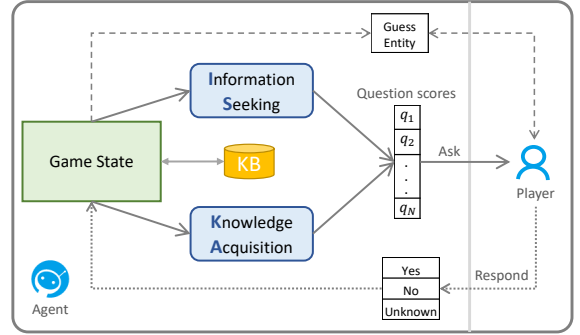 Guess
Entity
Information
Seeking
Question scores
q1
q2
.
.
.
qN
Game State
KB
Ask
Player
Knowledge
Acquisition
Yes
No
Unknown
Respond
Agent